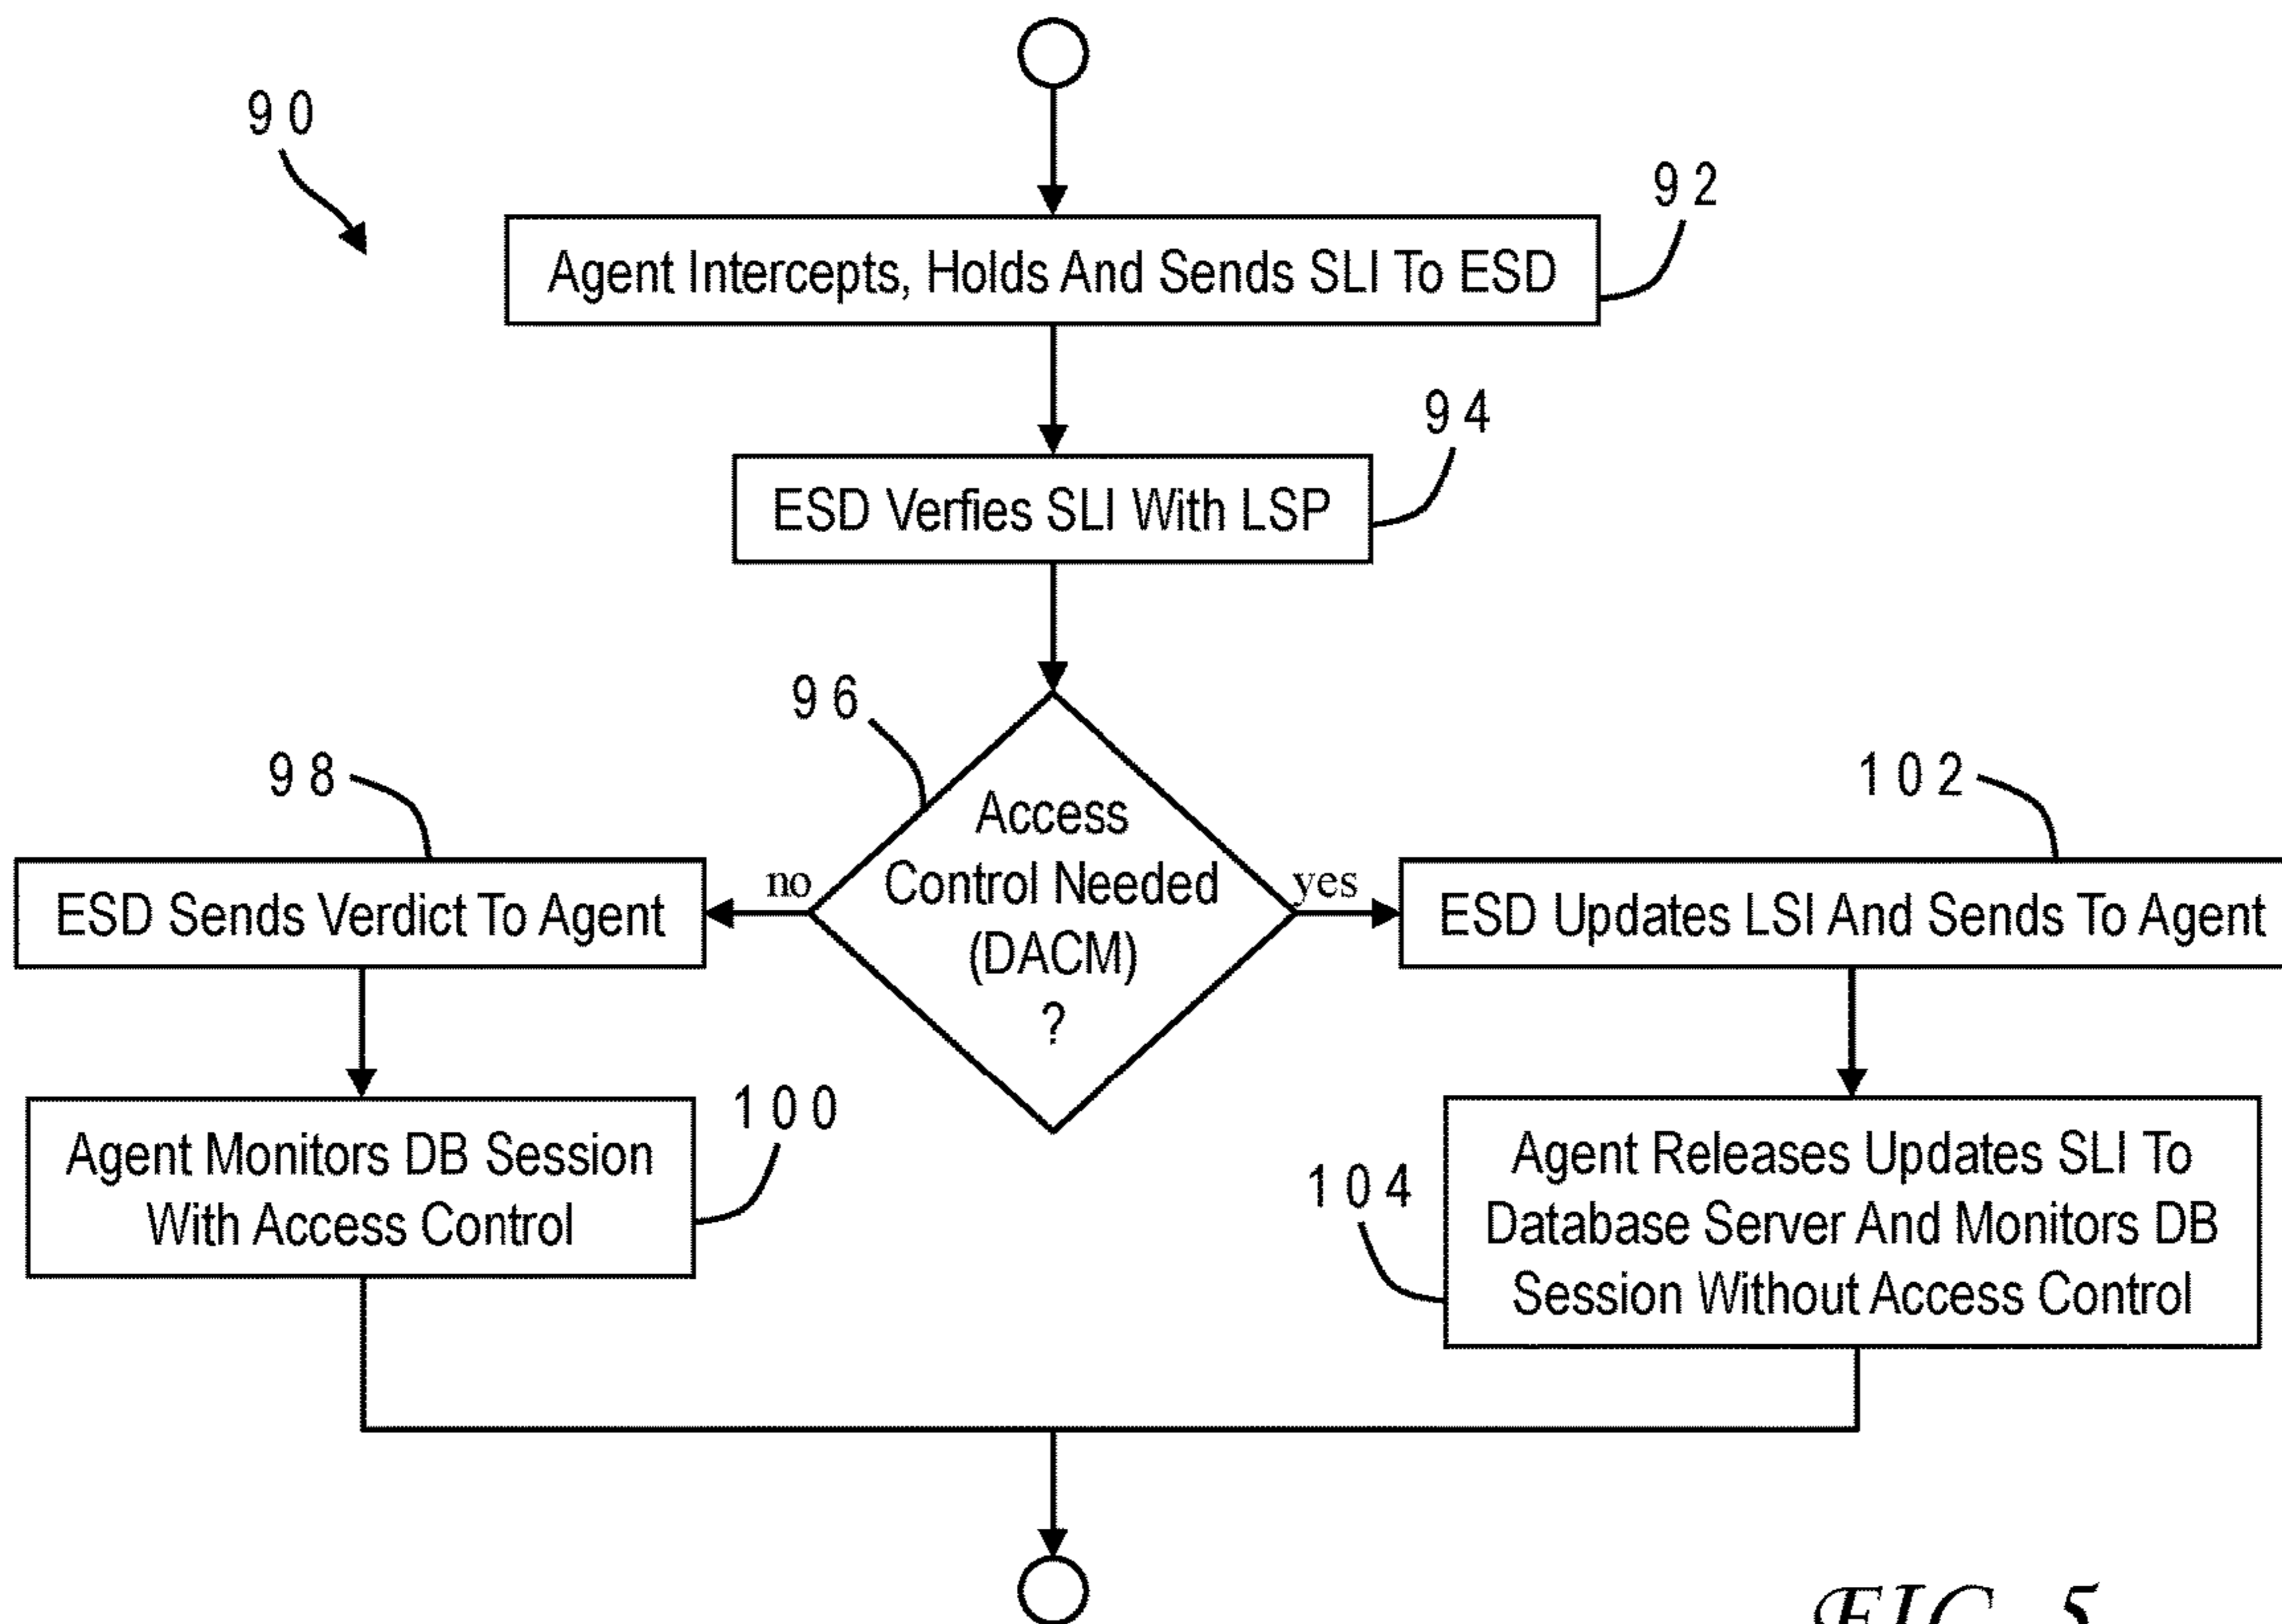 90
92
Agent Intercepts, Holds And Sends SLI To ESD
94
ESD Verfies SLI With LSP
96
98
102
Access
Control Needed
(DACM)
?
no
yes
ESD Sends Verdict To Agent
ESD Updates LSI And Sends To Agent
100
Agent Monitors DB Session
With Access Control
104
Agent Releases Updates SLI To
Database Server And Monitors DB
Session Without Access Control
FIG. 5